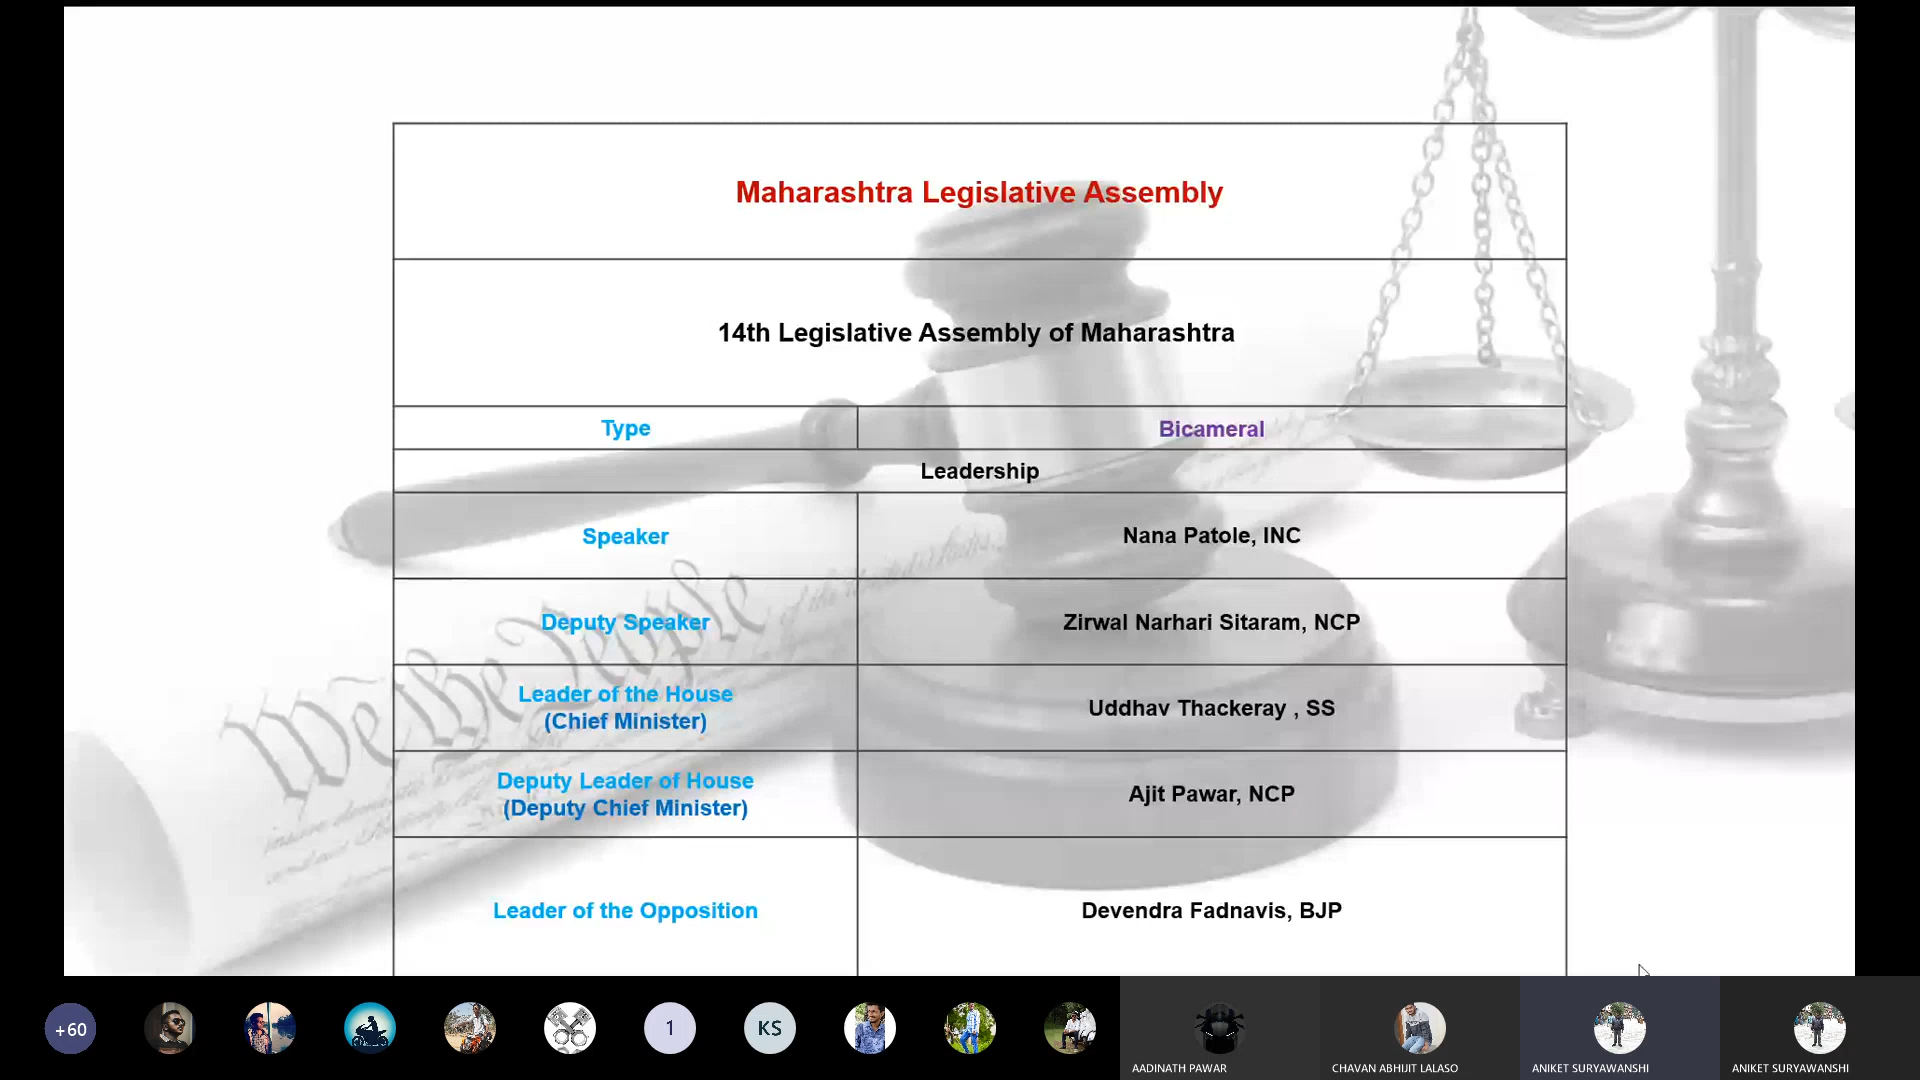 Maharashtra Legislative Assembly
14th Legislative Assembly of Maharashtra
Type
Bicameral
Leadership
Speaker
Nana Patole, INC
Deputy Speaker
Zirwal Narhari Sitaram, NCP
Leader of the House
(Chief Minister)
Uddhav Thackeray , SS
Deputy Leader of House
(Deputy Chief Minister)
Ajit Pawar, NCP
Leader of the Opposition
Devendra Fadnavis, BJP
We the People
+60
1
KS
AADINATH PAWAR
CHAVAN ABHIJIT LALASO
ANIKET SURYAWANSHI
ANIKET SURYAWANSHI